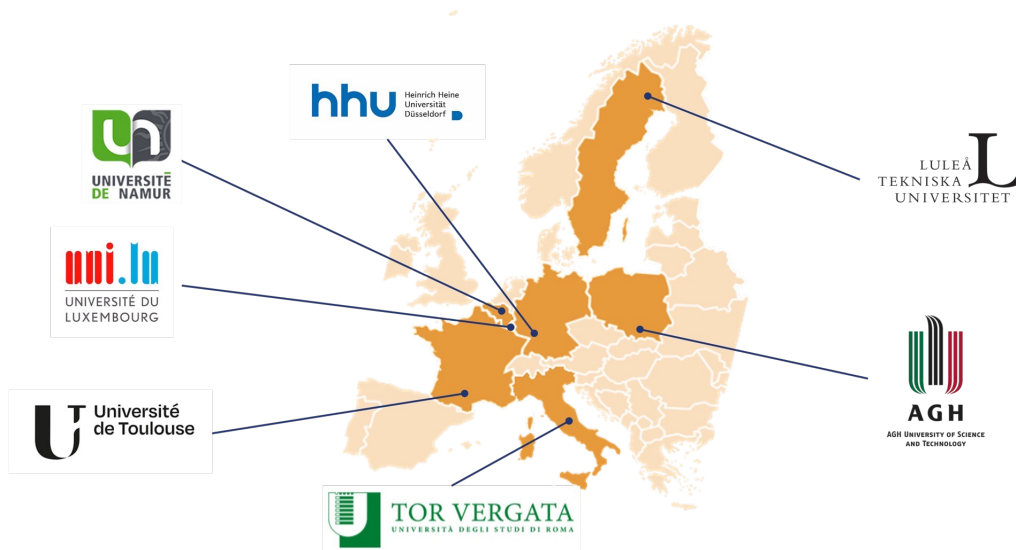 hhu Heinrich Heine
Universität
Düsseldorf
un
UNIVERSITÉ
DE NAMUR
LULEÅ
TEKNISKA
UNIVERSITET
L
uni.lu
UNIVERSITÉ DU
LUXEMBOURG
AGH
AGH UNIVERSITY OF SCIENCE
AND TECHNOLOGY
Université
de Toulouse
TOR VERGATA
UNIVERSITÀ DEGLI STUDI DI ROMA